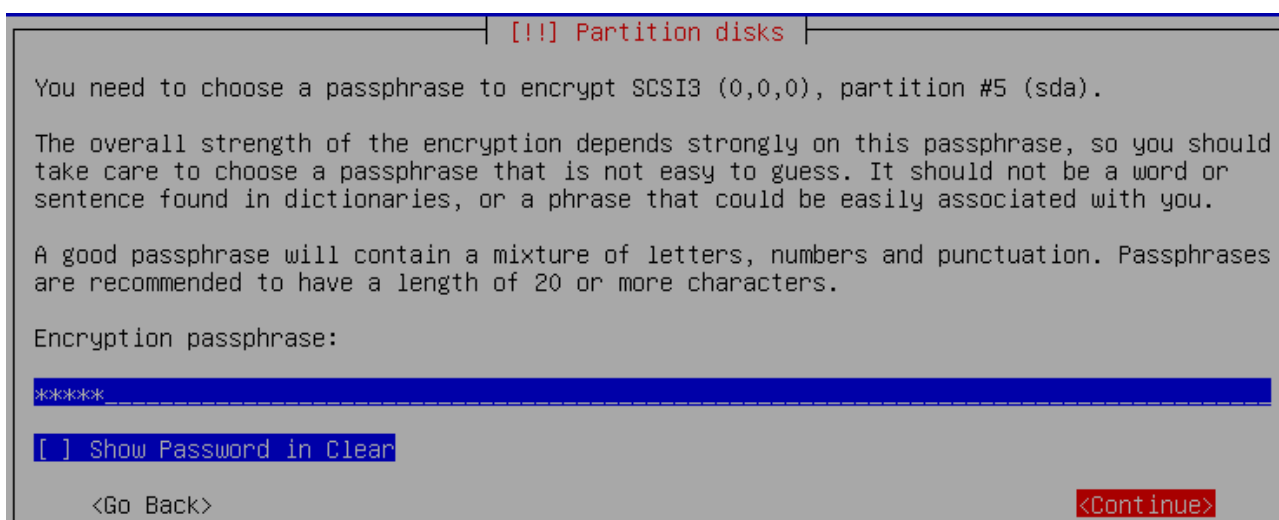 [!!] Partition disks
You need to choose a passphrase to encrypt SCSI3 (0,0,0), partition #5 (sda).
The overall strength of the encryption depends strongly on this passphrase, so you should
take care to choose a passphrase that is not easy to guess. It should not be a word or
sentence found in dictionaries, or a phrase that could be easily associated with you.
A good passphrase will contain a mixture of letters, numbers and punctuation. Passphrases
are recommended to have a length of 20 or more characters.
Encryption passphrase:
*****
[ ] Show Password in Clear
<Go Back> <Continue>